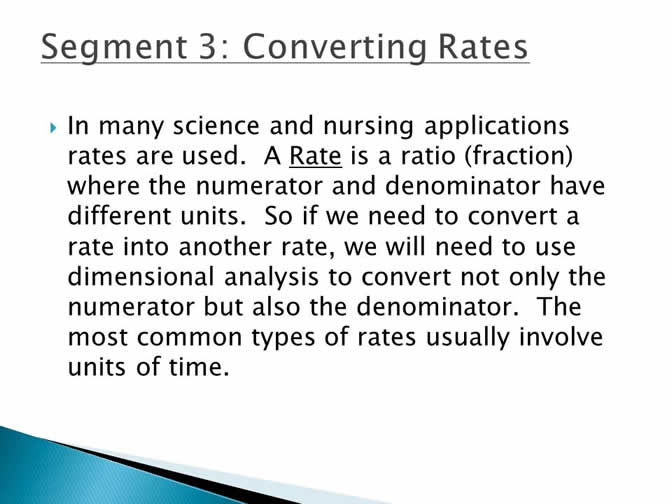 Segment 3: Converting Rates
In many science and nursing applications
rates are used. A Rate is a ratio (fraction)
where the numerator and denominator have
different units. So if we need to convert a
rate into another rate, we will need to use
dimensional analysis to convert not only the
numerator but also the denominator. The
most common types of rates usually involve
units of time.